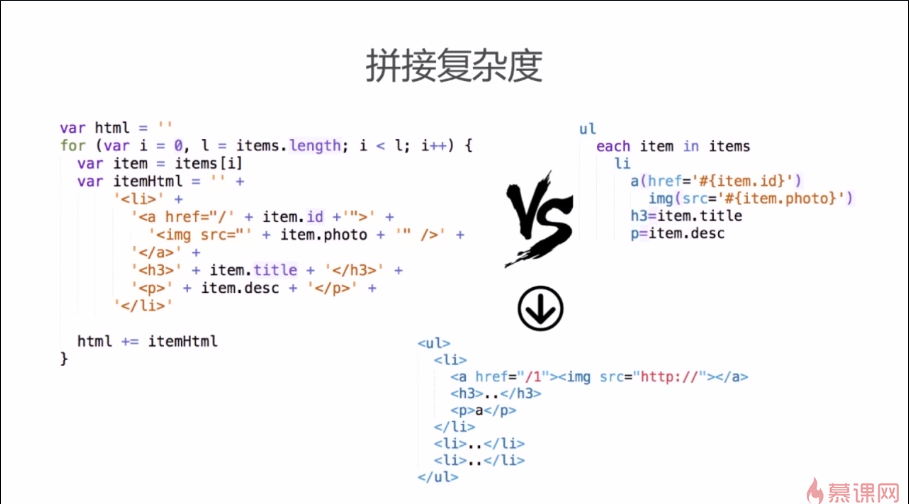 拼接复杂度
var html = ''
for (var i = 0, l = items.length; i < l; i++) {
var item = items[i]
var itemHtml = '' +
'<li>' +
'<a href="/' + item.id +'">' +
'<img src="' + item.photo + '" />' +
'</a>' +
'<h3>' + item.title + '</h3>' +
'<p>' + item.desc + '</p>' +
'</li>'
html += itemHtml
}
VS
ul
each item in items
li
a(href='#{item.id}')
img(src='#{item.photo}')
h3=item.title
p=item.desc
<ul>
<li>
<a href="/1"><img src="http://"></a>
<h3>..</h3>
<p>a</p>
</li>
<li>..</li>
<li>..</li>
</ul>
慕课网